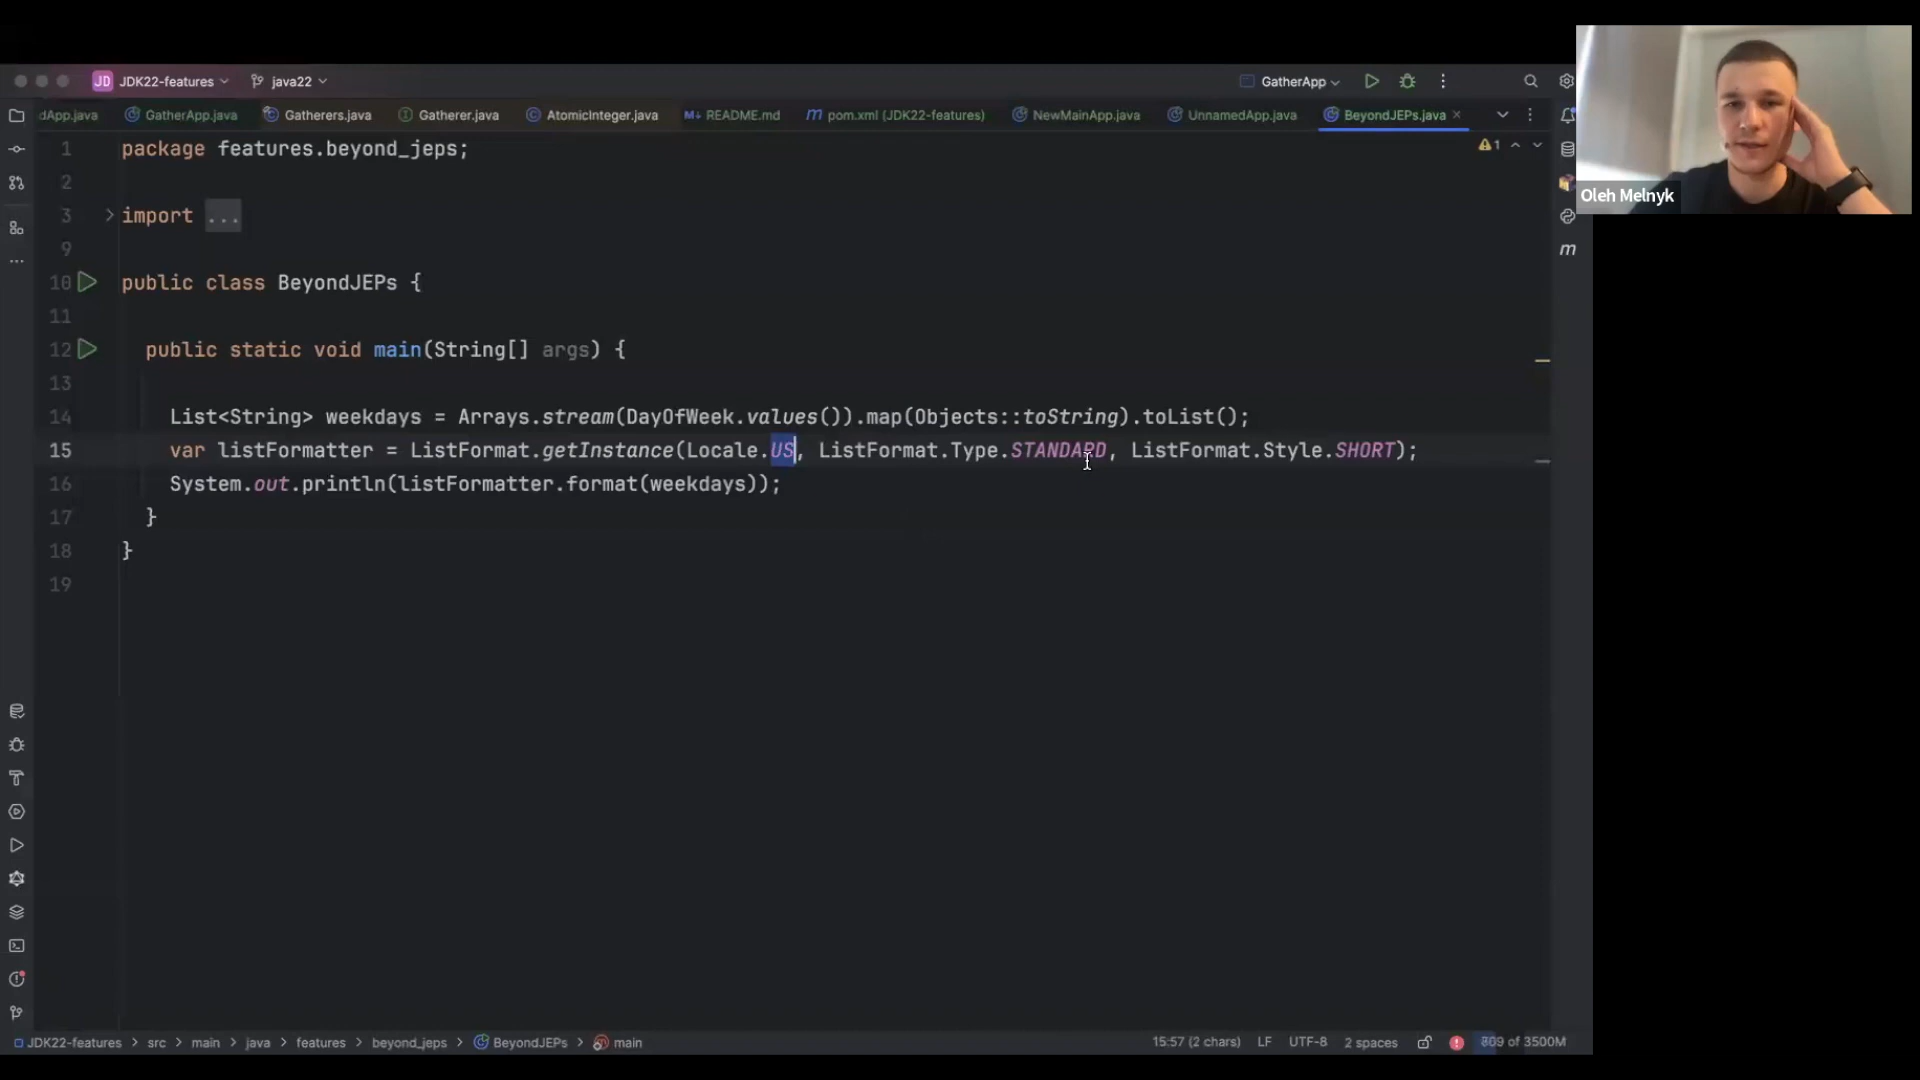 JD JDK22-features java22 GatherApp
dApp.java GatherApp.java Gatherers.java Gatherer.java AtomicInteger.java M↓ README.md m pom.xml (JDK22-features) NewMainApp.java UnnamedApp.java BeyondJEPs.java
1 package features.beyond_jeps; 1
2
3 import ...
9
10 public class BeyondJEPs {
11
12 public static void main(String[] args) {
13
14 List<String> weekdays = Arrays.stream(DayOfWeek.values()).map(Objects::toString).toList();
15 var listFormatter = ListFormat.getInstance(Locale.US, ListFormat.Type.STANDARD, ListFormat.Style.SHORT);
16 System.out.println(listFormatter.format(weekdays));
17 }
18 }
19
m
Oleh Melnyk
JDK22-features > src > main > java > features > beyond_jeps > BeyondJEPs > main 15:57 (2 chars) LF UTF-8 2 spaces 809 of 3500M